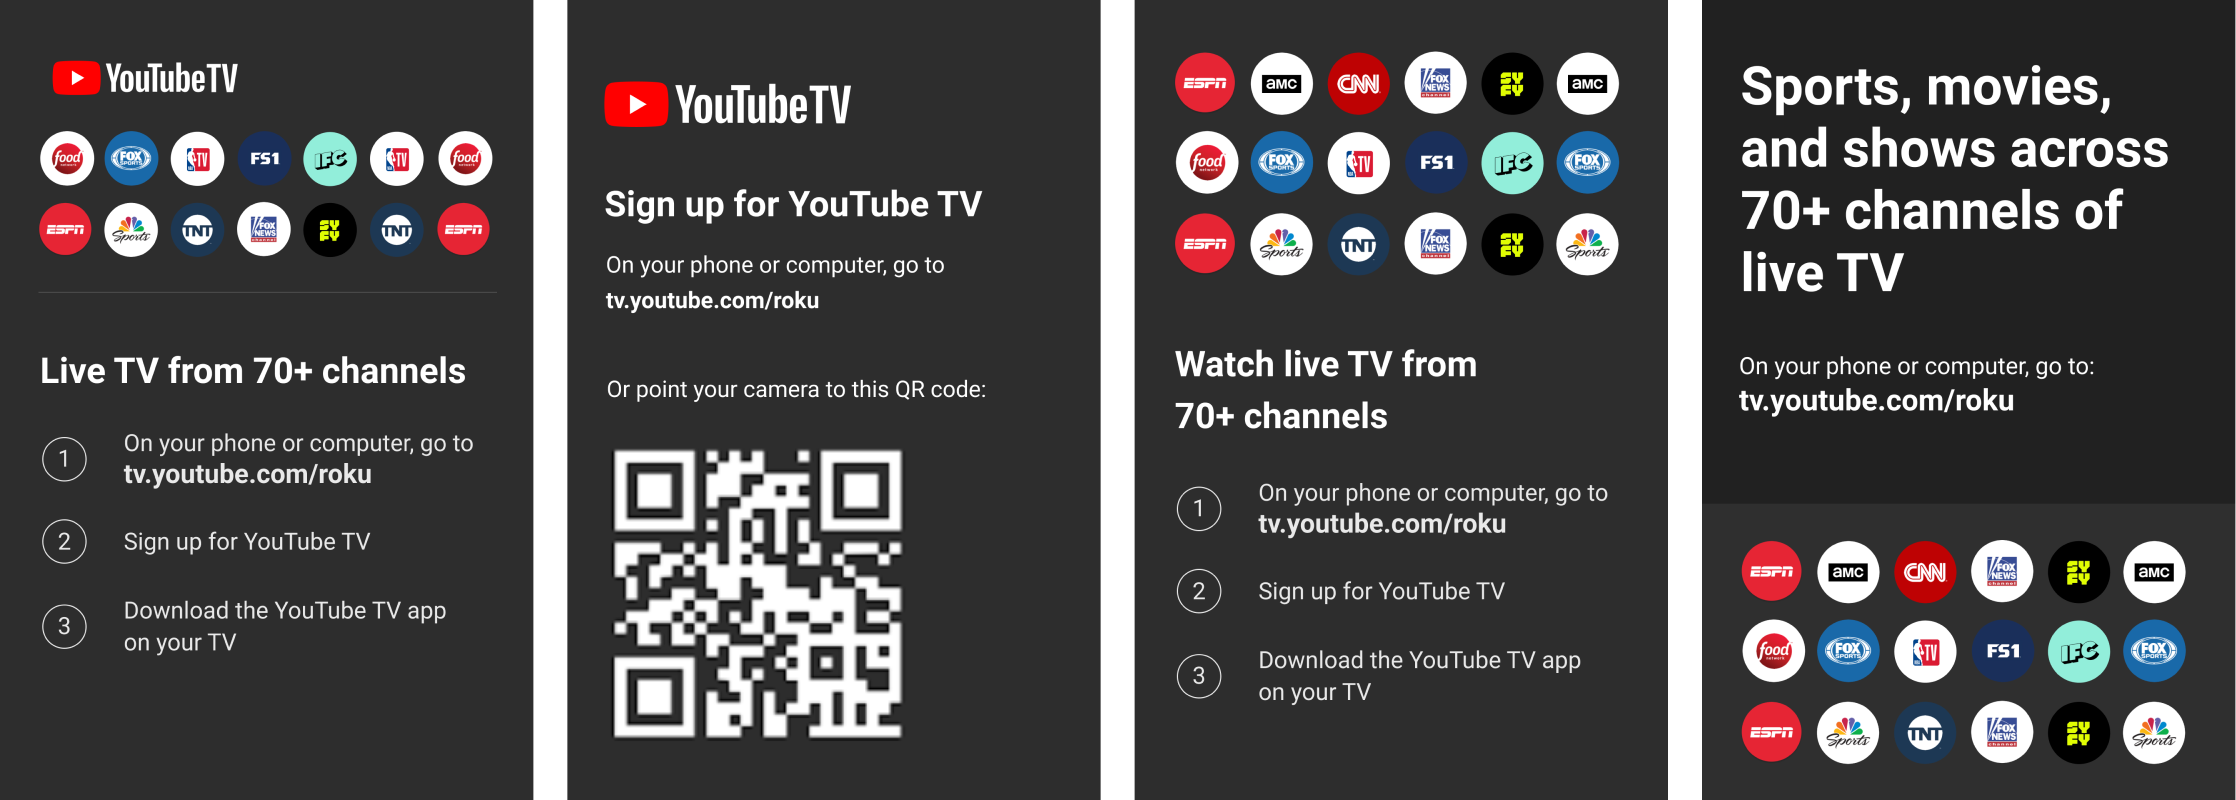 YouTubeTV
food network FOX SPORTS NBA TV FS1 IFC NBA TV food network
ESPN NBC Sports TNT FOX NEWS channel SYFY TNT ESPN
Live TV from 70+ channels
1 On your phone or computer, go to
tv.youtube.com/roku
2 Sign up for YouTube TV
3 Download the YouTube TV app
on your TV
YouTubeTV
Sign up for YouTube TV
On your phone or computer, go to
tv.youtube.com/roku
Or point your camera to this QR code:
ESPN aMC CNN FOX NEWS channel SYFY aMC
food network FOX SPORTS NBA TV FS1 IFC FOX SPORTS
ESPN Sports TNT FOX NEWS channel SYFY Sports
Watch live TV from
70+ channels
1 On your phone or computer, go to
tv.youtube.com/roku
2 Sign up for YouTube TV
3 Download the YouTube TV app
on your TV
Sports, movies,
and shows across
70+ channels of
live TV
On your phone or computer, go to:
tv.youtube.com/roku
ESPN aMC CNN FOX NEWS channel SYFY aMC
food network FOX SPORTS NBA TV FS1 IFC FOX SPORTS
ESPN Sports TNT FOX NEWS channel SYFY Sports